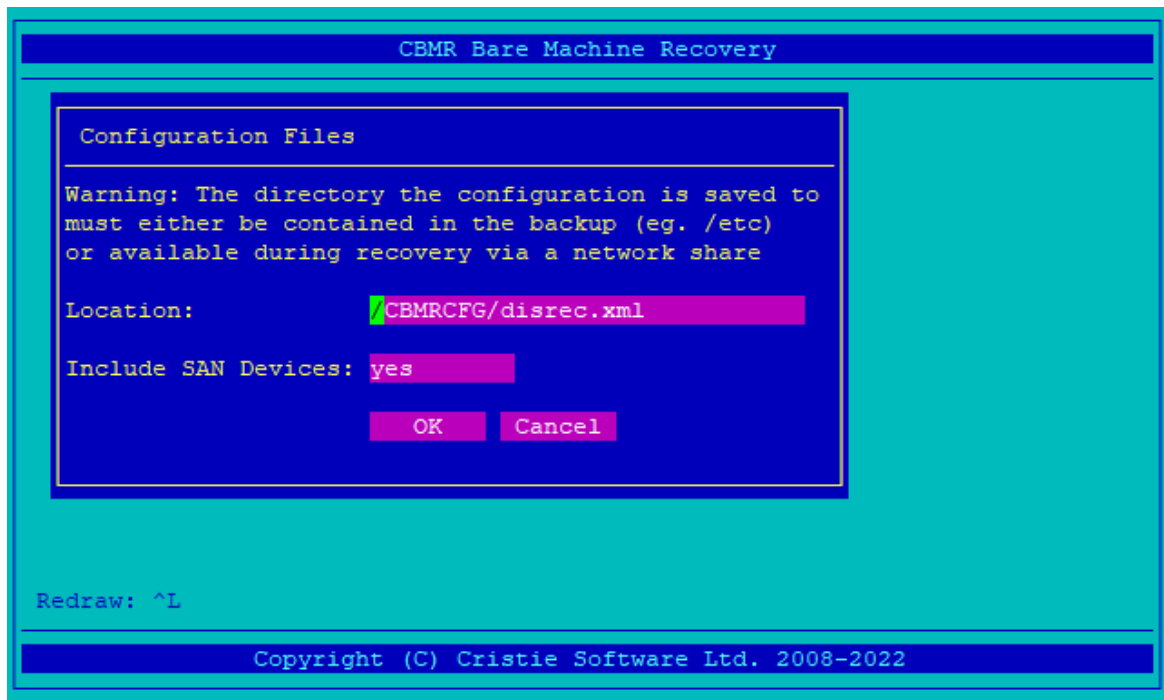 CBMR Bare Machine Recovery
Configuration Files
Warning: The directory the configuration is saved to
must either be contained in the backup (eg. /etc)
or available during recovery via a network share
Location: /CBMRCFG/disrec.xml
Include SAN Devices: yes
OK Cancel
Redraw: ^L
Copyright (C) Cristie Software Ltd. 2008-2022